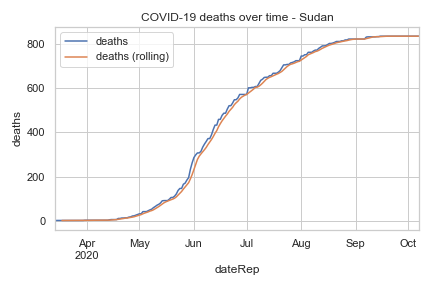 COVID-19 deaths over time - Sudan
deaths
deaths (rolling)
deaths
800
600
400
200
0
Apr May Jun Jul Aug Sep Oct
2020
dateRep